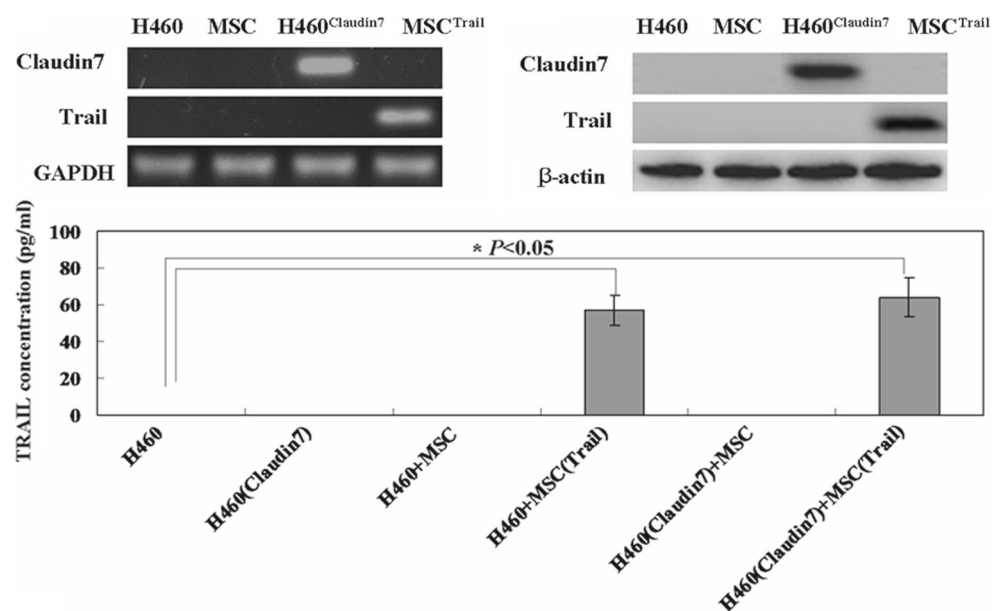 H460 MSC H460Claudin7 MSCTrail
Claudin7
Trail
GAPDH
H460 MSC H460Claudin7 MSCTrail
Claudin7
Trail
β-actin
TRAIL concentration (pg/ml)
100
80
60
40
20
0
* P<0.05
H460
H460(Claudin7)
H460+MSC
H460+MSC(Trail)
H460(Claudin7)+MSC
H460(Claudin7)+MSC(Trail)